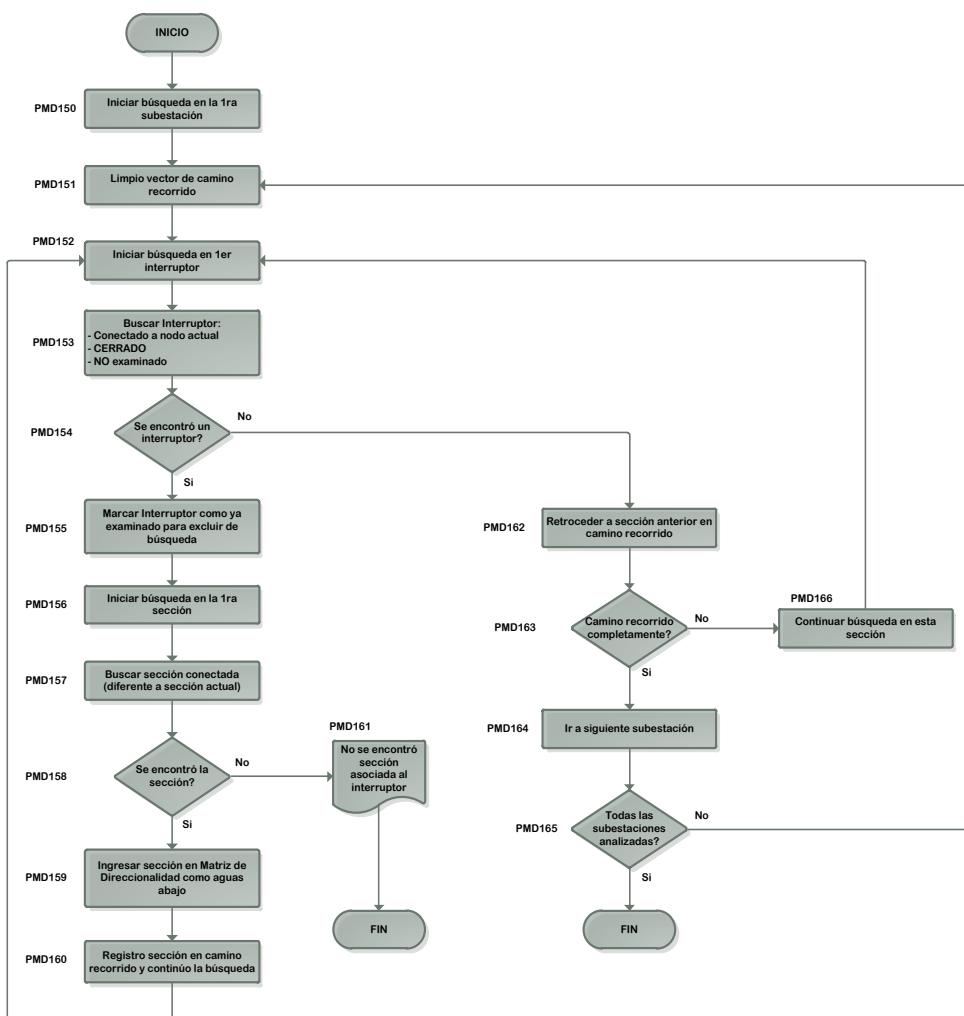 INICIO
PMD150
Iniciar búsqueda en la 1ra
subestación
PMD151
Limpio vector de camino
recorrido
PMD152
Iniciar búsqueda en 1er
interruptor
PMD153
Buscar Interruptor:
- Conectado a nodo actual
- CERRADO
- NO examinado
PMD154
Se encontró un
interruptor?
No
Si
PMD155
Marcar Interruptor como ya
examinado para excluir de
búsqueda
PMD156
Iniciar búsqueda en la 1ra
sección
PMD157
Buscar sección conectada
(diferente a sección actual)
PMD158
Se encontró la
sección?
No
Si
PMD161
No se encontró
sección
asociada al
interruptor
FIN
PMD159
Ingresar sección en Matriz de
Direccionalidad como aguas
abajo
PMD160
Registro sección en camino
recorrido y continúo la búsqueda
PMD162
Retroceder a sección anterior en
camino recorrido
PMD163
Camino recorrido
completamente?
No
Si
PMD166
Continuar búsqueda en esta
sección
PMD164
Ir a siguiente subestación
PMD165
Todas las
subestaciones
analizadas?
No
Si
FIN